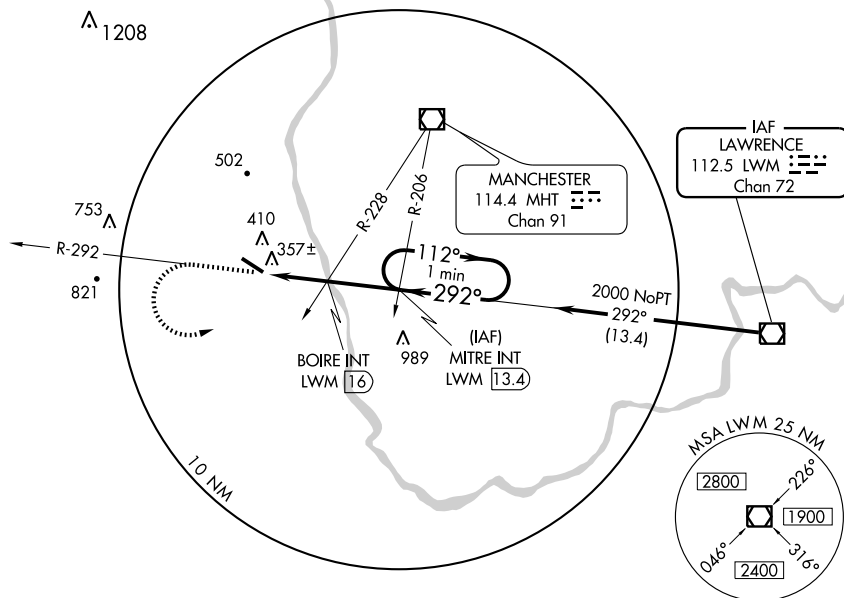 1208
502
753
410
357±
R-292
821
R-228
R-206
MANCHESTER
114.4 MHT
Chan 91
IAF
LAWRENCE
112.5 LWM
Chan 72
112°
1 min
292°
2000 NoPT
292°
(13.4)
BOIRE INT
LWM 16
989
(IAF)
MITRE INT
LWM 13.4
10 NM
MSA LWM 25 NM
2800
226°
1900
046°
316°
2400